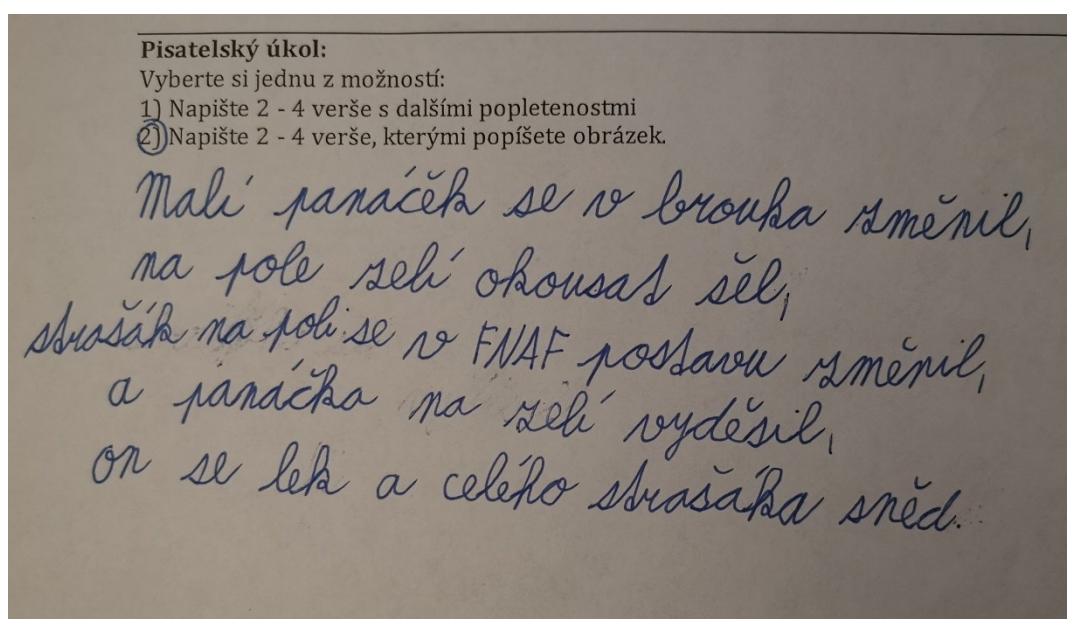 Pisatelský úkol:
Vyberte si jednu z možností:
1) Napište 2 - 4 verše s dalšími popletenostmi
2) Napište 2 - 4 verše, kterými popíšete obrázek.
Malí panáčěk se v brouka změnil,
na pole zelí okousat šel,
strašák na poli se v FNAF postavu změnil,
a panáčka na zelí vyděsil,
on se lek a celého strašáka sněd.